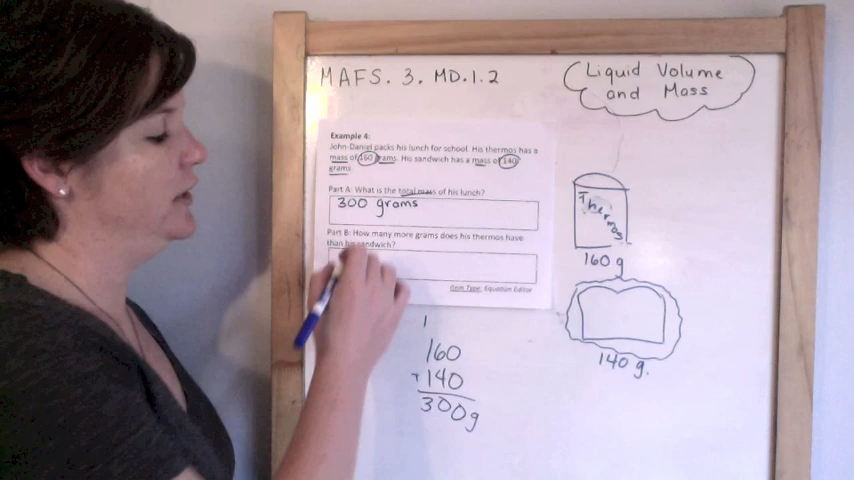 MAFS. 3. MD.1.2
Liquid Volume
and Mass
Example 4:
John-Daniel packs his lunch for school. His thermos has a
mass of 160 grams. His sandwich has a mass of 140
grams.
Part A: What is the total mass of his lunch?
300 grams
Part B: How many more grams does his thermos have
than his sandwich?
Item Type: Equation Editor
1
160
+140
300g
Thermos
160 g
140 g.